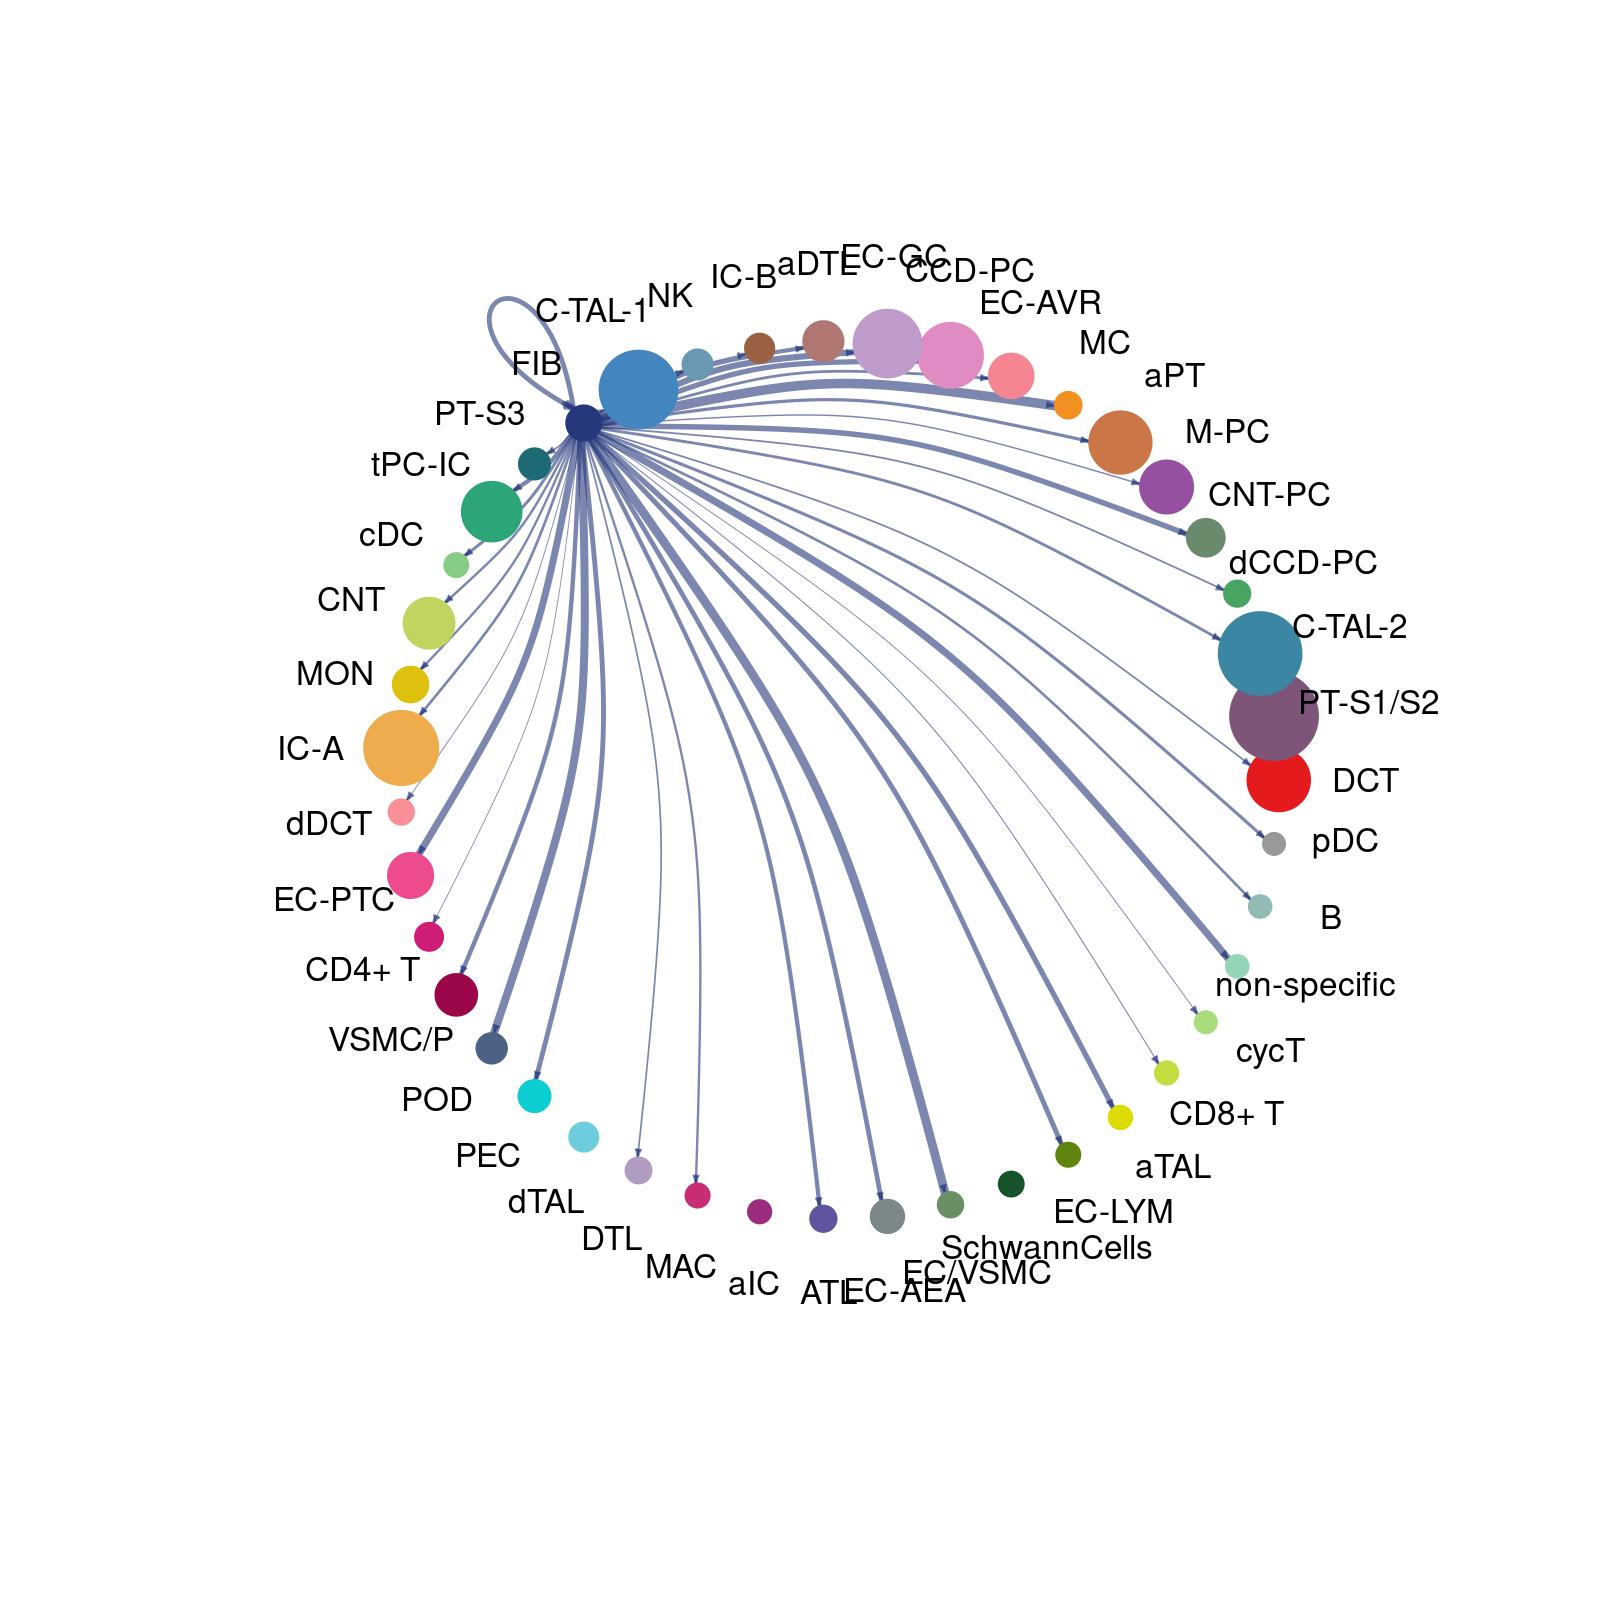 EC-GC
aDTL
CCD-PC
IC-B
NK
EC-AVR
C-TAL-1
MC
FIB
aPT
PT-S3
M-PC
tPC-IC
CNT-PC
cDC
dCCD-PC
CNT
C-TAL-2
MON
PT-S1/S2
IC-A
DCT
dDCT
pDC
EC-PTC
B
CD4+ T
non-specific
VSMC/P
cycT
POD
CD8+ T
PEC
aTAL
dTAL
EC-LYM
DTL
SchwannCells
MAC
EC/VSMC
aIC
ATL
EC-AEA